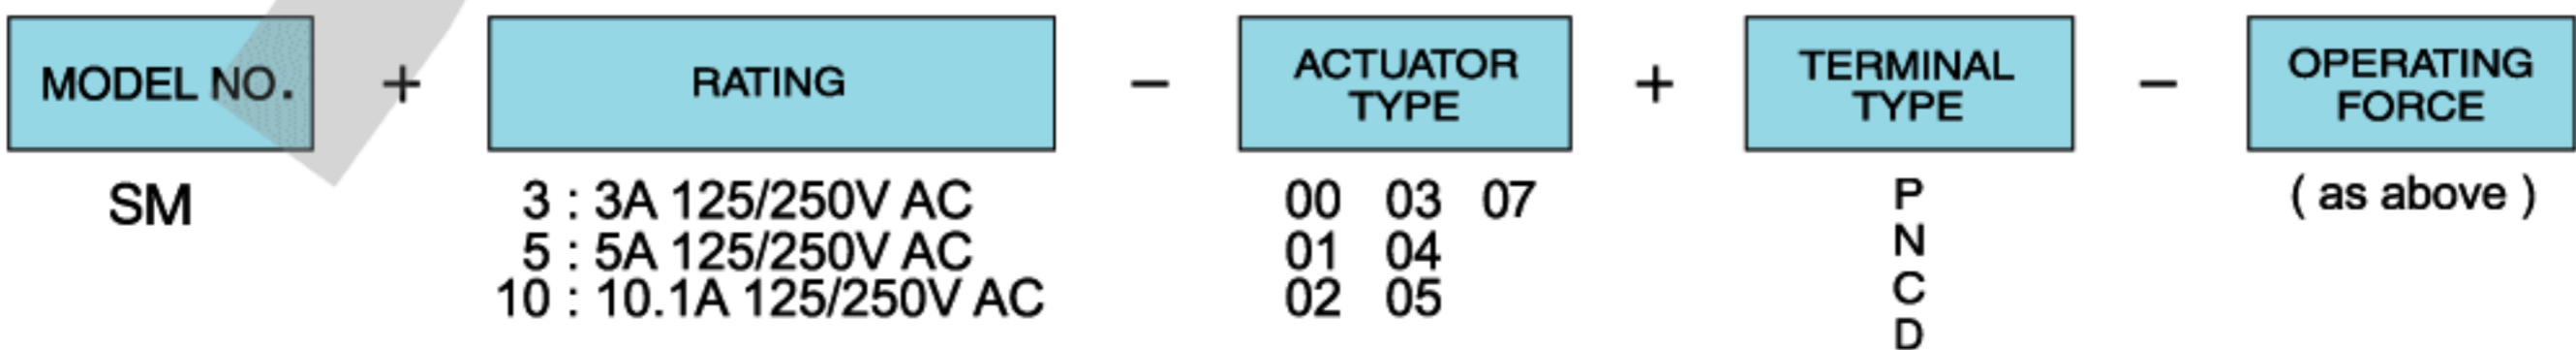 MODEL NO. + RATING − ACTUATOR TYPE + TERMINAL TYPE − OPERATING FORCE
SM
3 : 3A 125/250V AC
5 : 5A 125/250V AC
10 : 10.1A 125/250V AC
00 03 07
01 04
02 05
P
N
C
D
( as above )